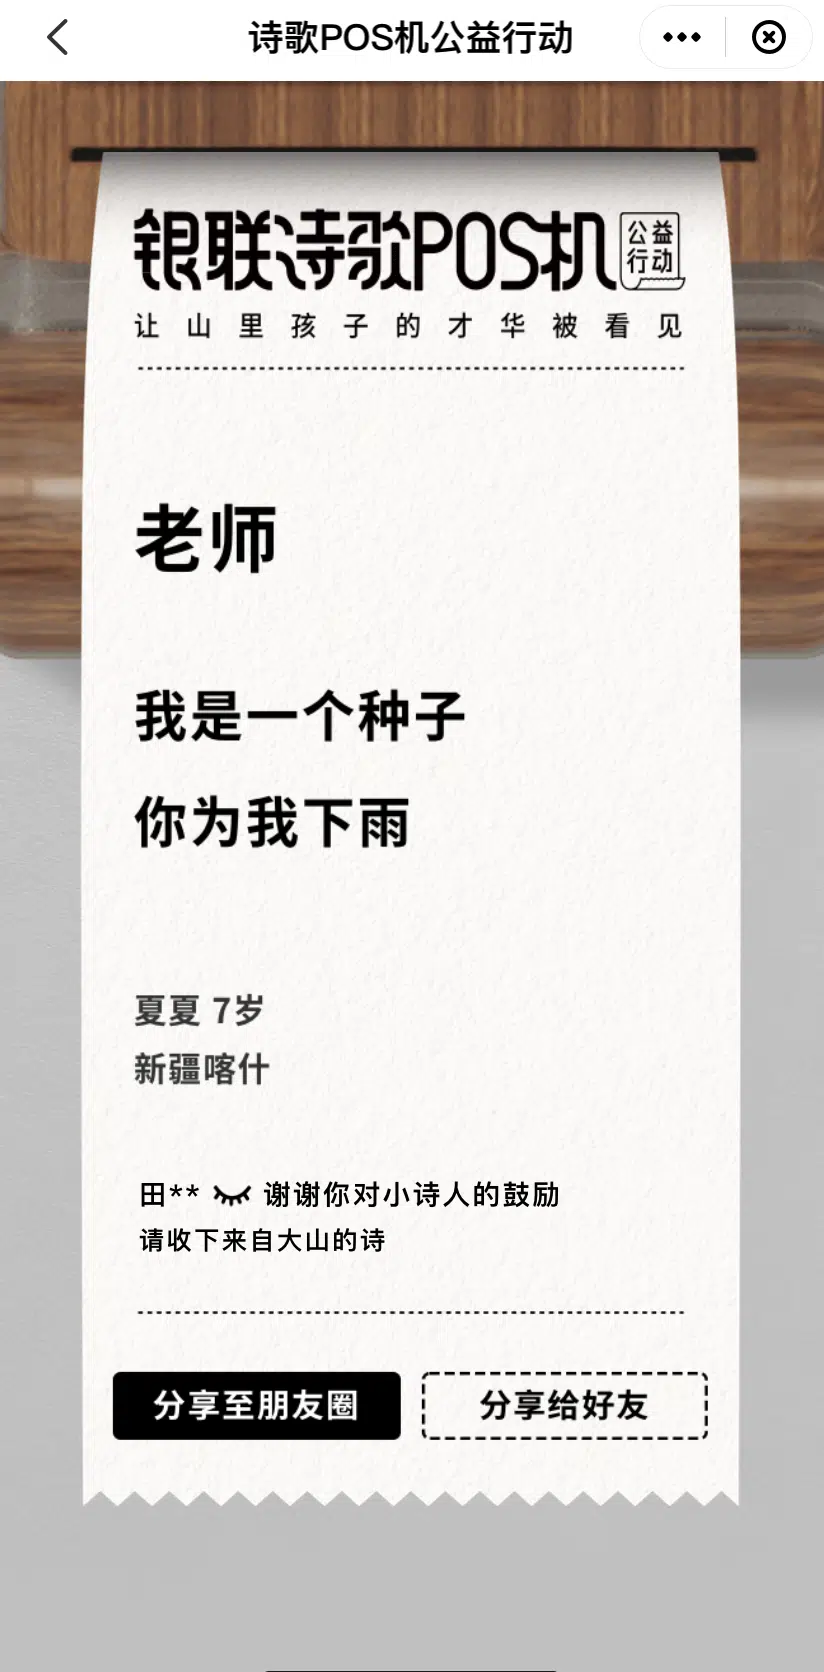 诗歌POS机公益行动
银联诗歌POS机 公益行动
让山里孩子的才华被看见
老师
我是一个种子
你为我下雨
夏夏 7岁
新疆喀什
田** 谢谢你对小诗人的鼓励
请收下来自大山的诗
分享至朋友圈 分享给好友